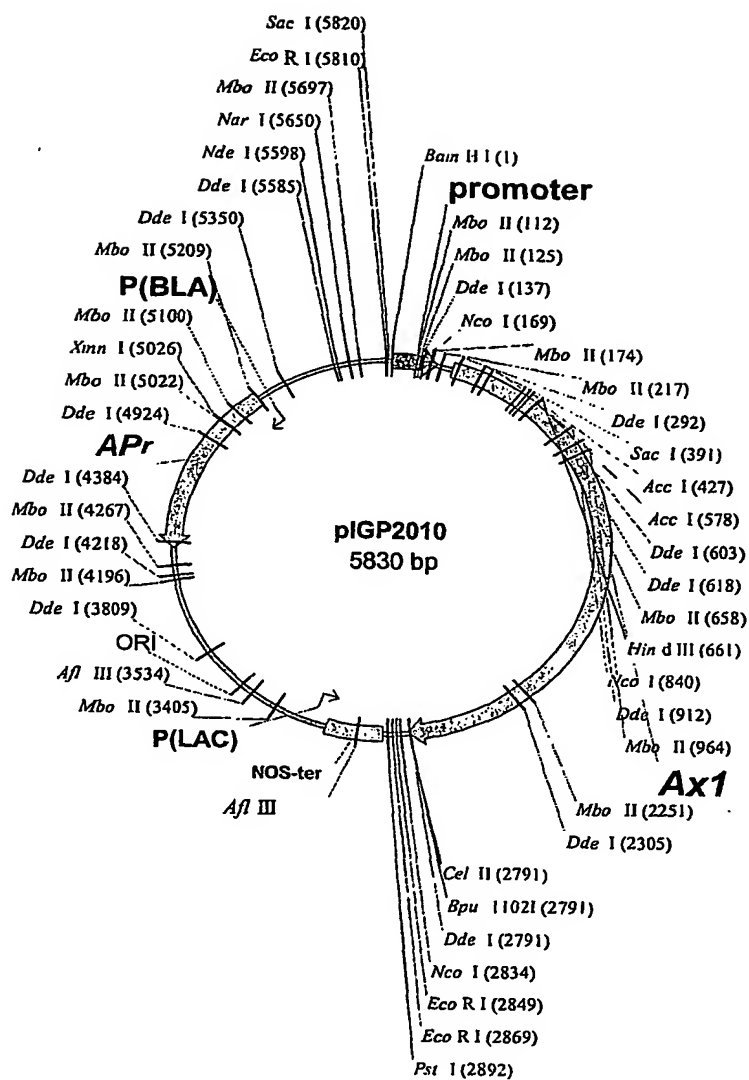 Sac I (5820)
Eco R I (5810)
Mbo II (5697)
Nar I (5650)
Nde I (5598)
Dde I (5585)
Dde I (5350)
Mbo II (5209)
P(BLA)
Mbo II (5100)
Xmn I (5026)
Mbo II (5022)
Dde I (4924)
APr
Dde I (4384)
Mbo II (4267)
Dde I (4218)
Mbo II (4196)
Dde I (3809)
ORI
Afl III (3534)
Mbo II (3405)
P(LAC)
NOS-ter
Afl III
pIGP2010
5830 bp
Bam H I (1)
promoter
Mbo II (112)
Mbo II (125)
Dde I (137)
Nco I (169)
Mbo II (174)
Mbo II (217)
Dde I (292)
Sac I (391)
Acc I (427)
Acc I (578)
Dde I (603)
Dde I (618)
Mbo II (658)
Hin d III (661)
Nco I (840)
Dde I (912)
Mbo II (964)
Ax1
Mbo II (2251)
Dde I (2305)
Cel II (2791)
Bpu 1102I (2791)
Dde I (2791)
Nco I (2834)
Eco R I (2849)
Eco R I (2869)
Pst I (2892)